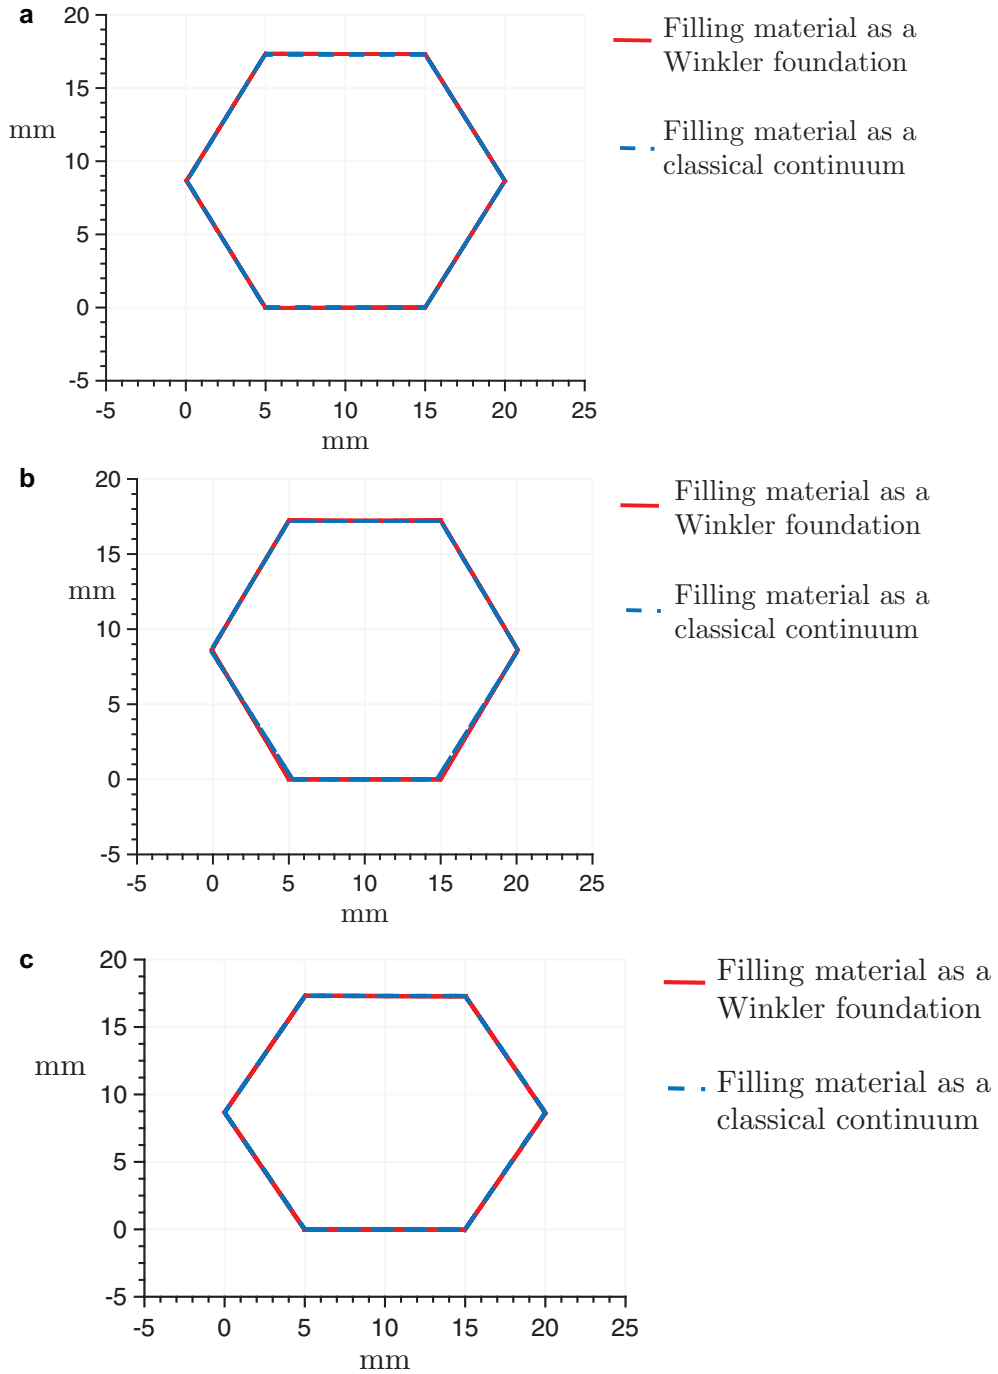 a
20
15
10
5
0
-5
mm
-5 0 5 10 15 20 25
mm
Filling material as a
Winkler foundation
Filling material as a
classical continuum
b
20
15
10
5
0
-5
mm
-5 0 5 10 15 20 25
mm
Filling material as a
Winkler foundation
Filling material as a
classical continuum
c
20
15
10
5
0
-5
mm
-5 0 5 10 15 20 25
mm
Filling material as a
Winkler foundation
Filling material as a
classical continuum